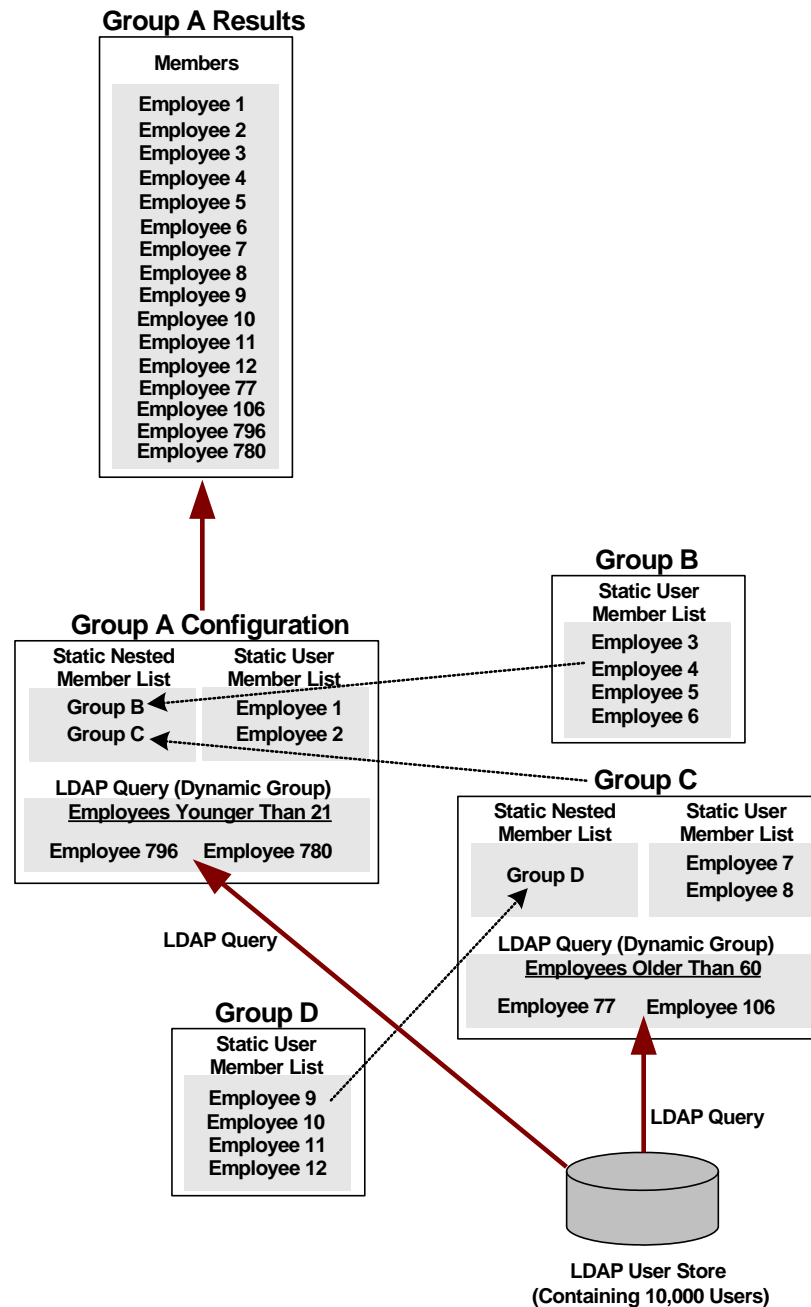 Group A Results
Members
Employee 1
Employee 2
Employee 3
Employee 4
Employee 5
Employee 6
Employee 7
Employee 8
Employee 9
Employee 10
Employee 11
Employee 12
Employee 77
Employee 106
Employee 796
Employee 780
Group B
Static User
Member List
Employee 3
Employee 4
Employee 5
Employee 6
Group A Configuration
Static Nested
Member List
Group B
Group C
Static User
Member List
Employee 1
Employee 2
LDAP Query (Dynamic Group)
Employees Younger Than 21
Employee 796 Employee 780
LDAP Query
Group C
Static Nested
Member List
Group D
Static User
Member List
Employee 7
Employee 8
LDAP Query (Dynamic Group)
Employees Older Than 60
Employee 77 Employee 106
LDAP Query
Group D
Static User
Member List
Employee 9
Employee 10
Employee 11
Employee 12
LDAP User Store
(Containing 10,000 Users)